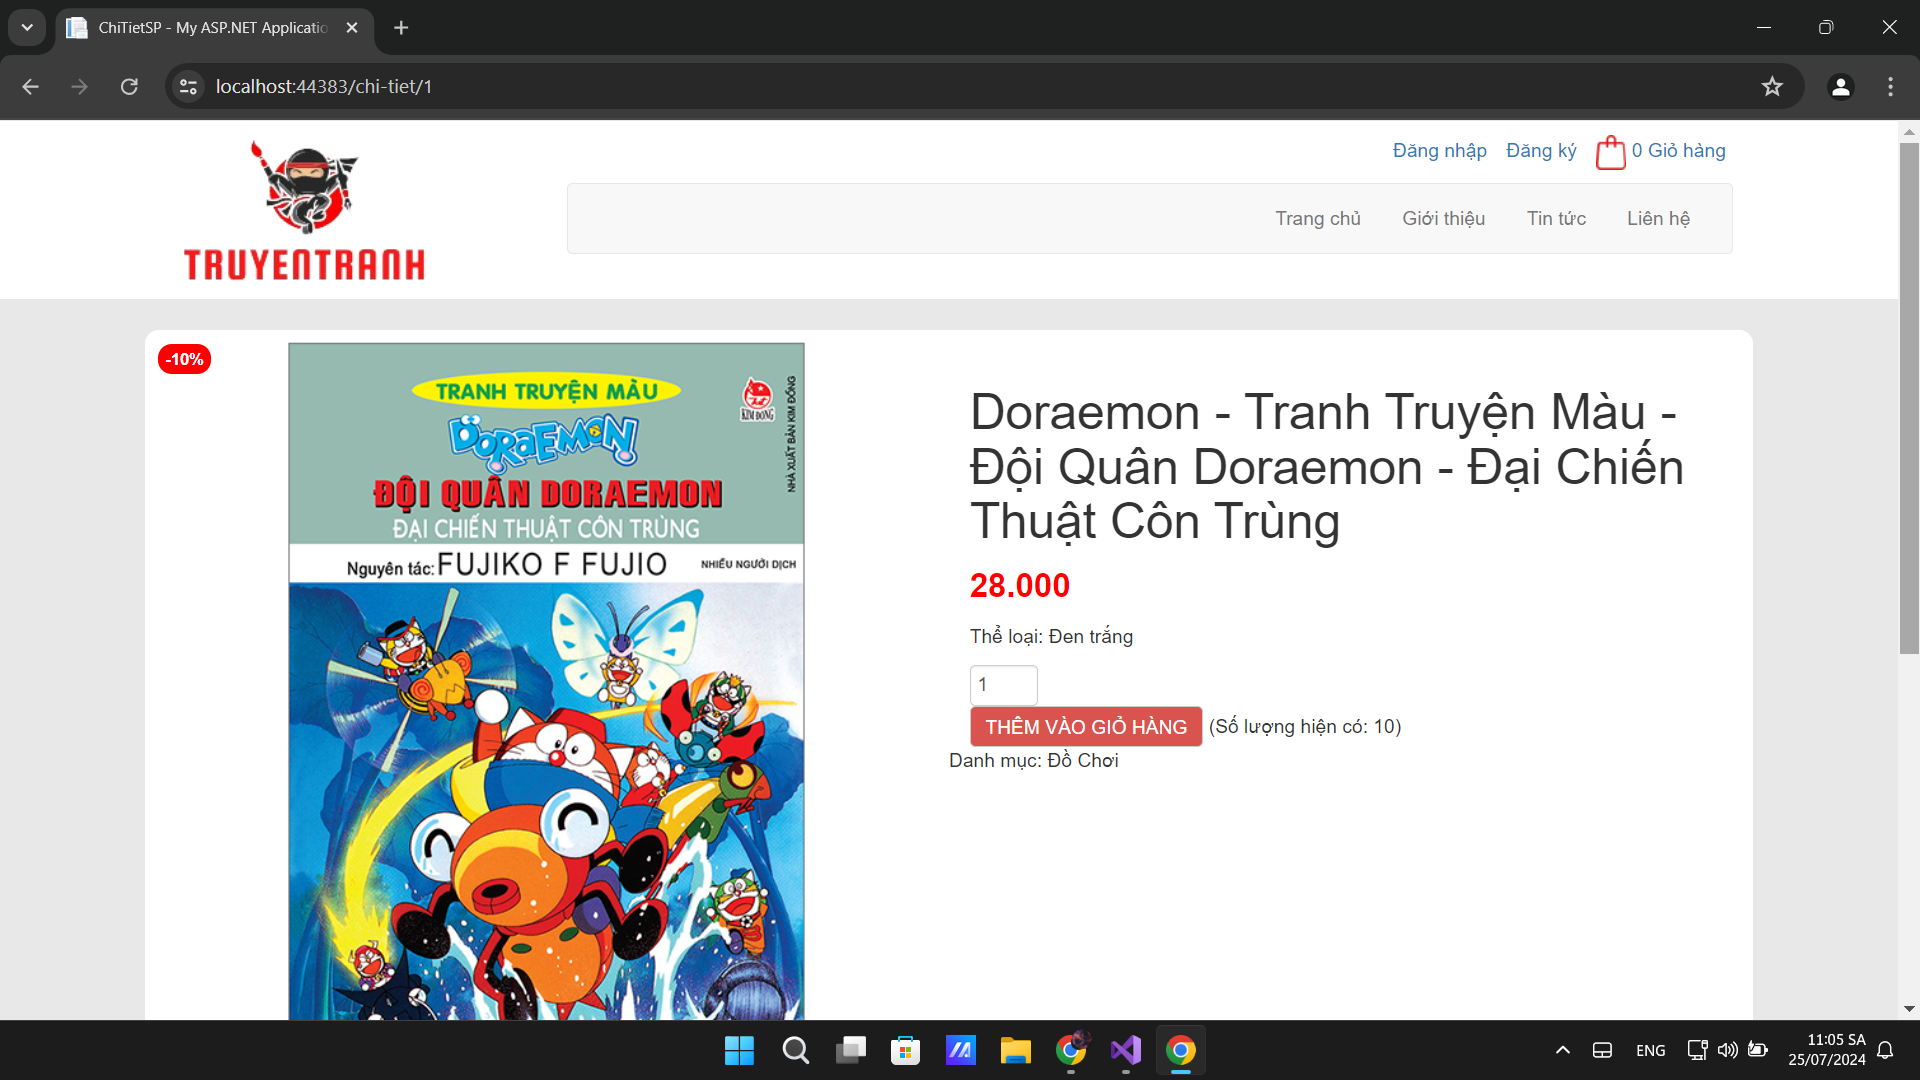 ChiTietSP - My ASP.NET Applicatio
localhost:44383/chi-tiet/1
Đăng nhập Đăng ký 0 Giỏ hàng
TRUYENTRANH
Trang chủ Giới thiệu Tin tức Liên hệ
-10%
TRANH TRUYỆN MÀU
KIM ĐỒNG
NHÀ XUẤT BẢN KIM ĐỒNG
DORAEMON
ĐỘI QUÂN DORAEMON
ĐẠI CHIẾN THUẬT CÔN TRÙNG
Nguyên tác: FUJIKO F FUJIO NHIỀU NGƯỜI DỊCH
Doraemon - Tranh Truyện Màu -
Đội Quân Doraemon - Đại Chiến
Thuật Côn Trùng
28.000
Thể loại: Đen trắng
1
THÊM VÀO GIỎ HÀNG (Số lượng hiện có: 10)
Danh mục: Đồ Chơi
ENG
11:05 SA
25/07/2024